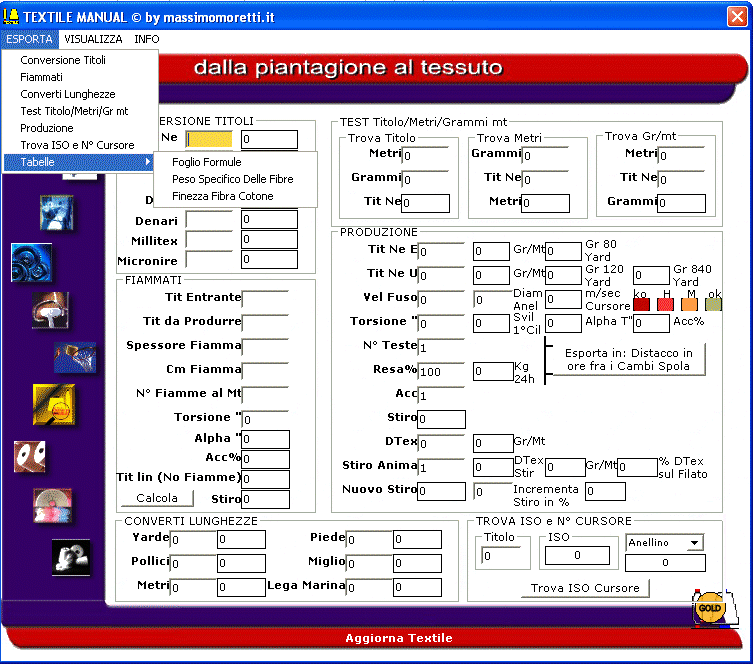 TEXTILE MANUAL © by massimomoretti.it
ESPORTA VISUALIZZA INFO
Conversione Titoli
Fiammati
Converti Lunghezze
Test Titolo/Metri/Gr mt
Produzione
Trova ISO e N° Cursore
Tabelle
Foglio Formule
Peso Specifico Delle Fibre
Finezza Fibra Cotone
dalla piantagione al tessuto
ERSIONE TITOLI
Ne 0
D
Denari 0
Millitex 0
Micronire 0
FIAMMATI
Tit Entrante
Tit da Produrre
Spessore Fiamma
Cm Fiamma
N° Fiamme al Mt
Torsione " 0
Alpha " 0
Acc% 0
Tit lin (No Fiamme) 0
Calcola Stiro 0
TEST Titolo/Metri/Grammi mt
Trova Titolo
Metri 0
Grammi 0
Tit Ne 0
Trova Metri
Grammi 0
Tit Ne 0
Metri 0
Trova Gr/mt
Metri 0
Tit Ne 0
Grammi 0
PRODUZIONE
Tit Ne E 0 0 Gr/Mt 0 Gr 80 Yard
Tit Ne U 0 0 Gr/Mt 0 Gr 120 Yard 0 Gr 840 Yard
Vel Fuso 0 0 Diam Anel 0 m/sec Cursore ko H M ok
Torsione " 0 0 Svil 1°Cil 0 Alpha T" 0 Acc%
N° Teste 1
Resa% 100 0 Kg 24h
Esporta in: Distacco in ore fra i Cambi Spola
Acc 1
Stiro 0
DTex 0 0 Gr/Mt
Stiro Anima 1 0 DTex Stir 0 Gr/Mt 0 % DTex sul Filato
Nuovo Stiro 0 0 Incrementa Stiro in % 0
CONVERTI LUNGHEZZE
Yarde 0 0 Piede 0 0
Pollici 0 0 Miglio 0 0
Metri 0 0 Lega Marina 0 0
TROVA ISO e N° CURSORE
Titolo 0
ISO 0
Anellino
0
Trova ISO Cursore
GOLD
Aggiorna Textile